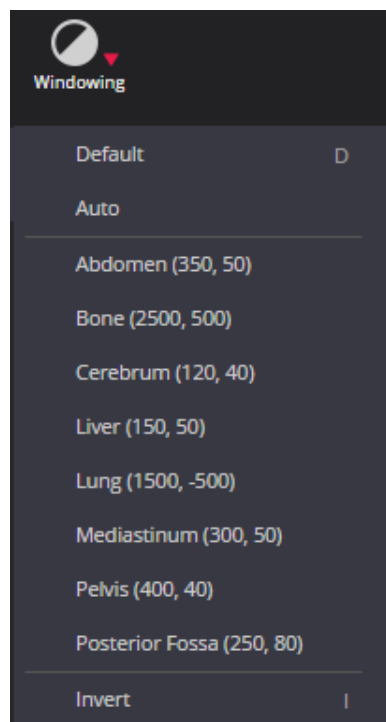 Windowing
Default D
Auto
Abdomen (350, 50)
Bone (2500, 500)
Cerebrum (120, 40)
Liver (150, 50)
Lung (1500, -500)
Mediastinum (300, 50)
Pelvis (400, 40)
Posterior Fossa (250, 80)
Invert I